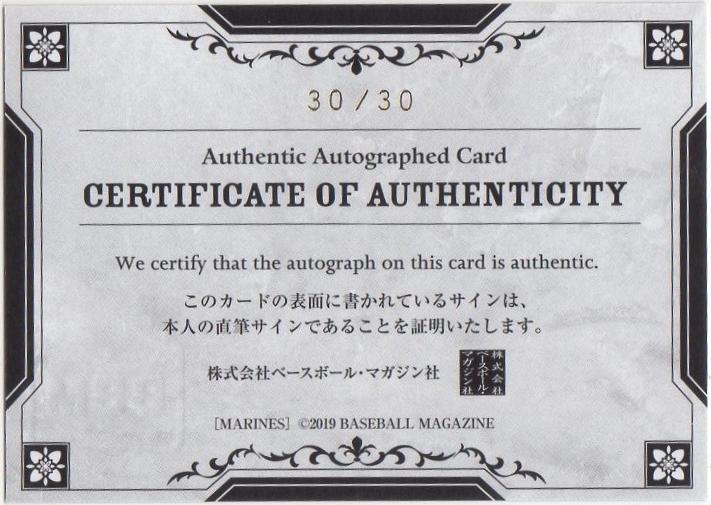 30/30
Authentic Autographed Card
CERTIFICATE OF AUTHENTICITY
We certify that the autograph on this card is authentic.
このカードの表面に書かれているサインは、
本人の直筆サインであることを証明いたします。
株式会社ベースボール・マガジン社
株式会社
ベースボール・
マガジン社
［MARINES］ ©2019 BASEBALL MAGAZINE